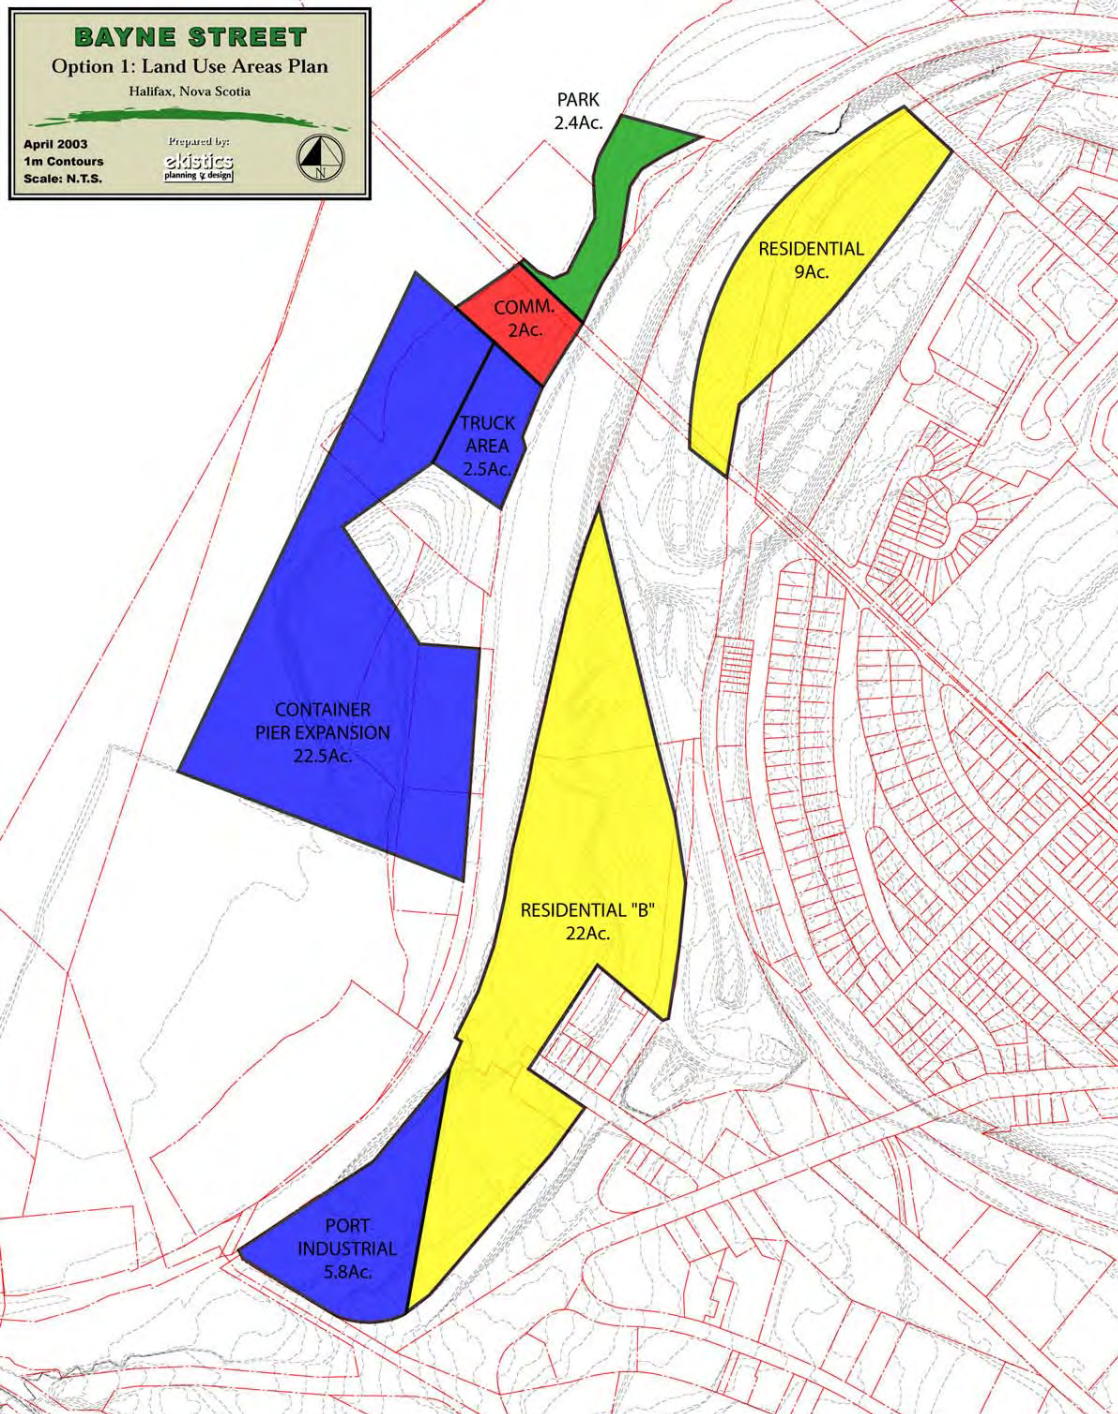 BAYNE STREET
Option 1: Land Use Areas Plan
Halifax, Nova Scotia
April 2003
1m Contours
Scale: N.T.S.
Prepared by:
ekistics
planning & design
N
PARK
2.4Ac.
RESIDENTIAL
9Ac.
COMM.
2Ac.
TRUCK
AREA
2.5Ac.
CONTAINER
PIER EXPANSION
22.5Ac.
RESIDENTIAL "B"
22Ac.
PORT
INDUSTRIAL
5.8Ac.